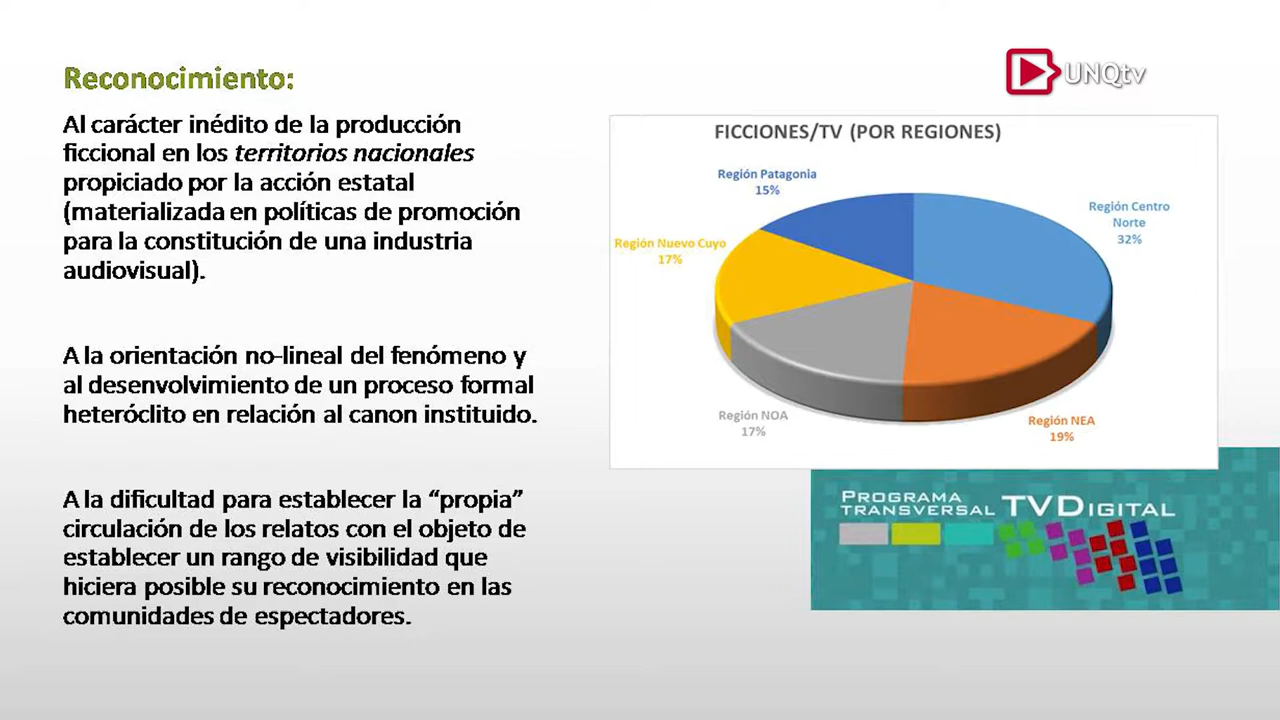 Reconocimiento:
Al carácter inédito de la producción
ficcional en los territorios nacionales
propiciado por la acción estatal
(materializada en políticas de promoción
para la constitución de una industria
audiovisual).
A la orientación no-lineal del fenómeno y
al desenvolvimiento de un proceso formal
heteróclito en relación al canon instituido.
A la dificultad para establecer la “propia”
circulación de los relatos con el objeto de
establecer un rango de visibilidad que
hiciera posible su reconocimiento en las
comunidades de espectadores.
UNQtv
FICCIONES/TV (POR REGIONES)
Región Patagonia
15%
Región Centro
Norte
32%
Región Nuevo Cuyo
17%
Región NOA
17%
Región NEA
19%
PROGRAMA
TRANSVERSAL TVDIGITAL